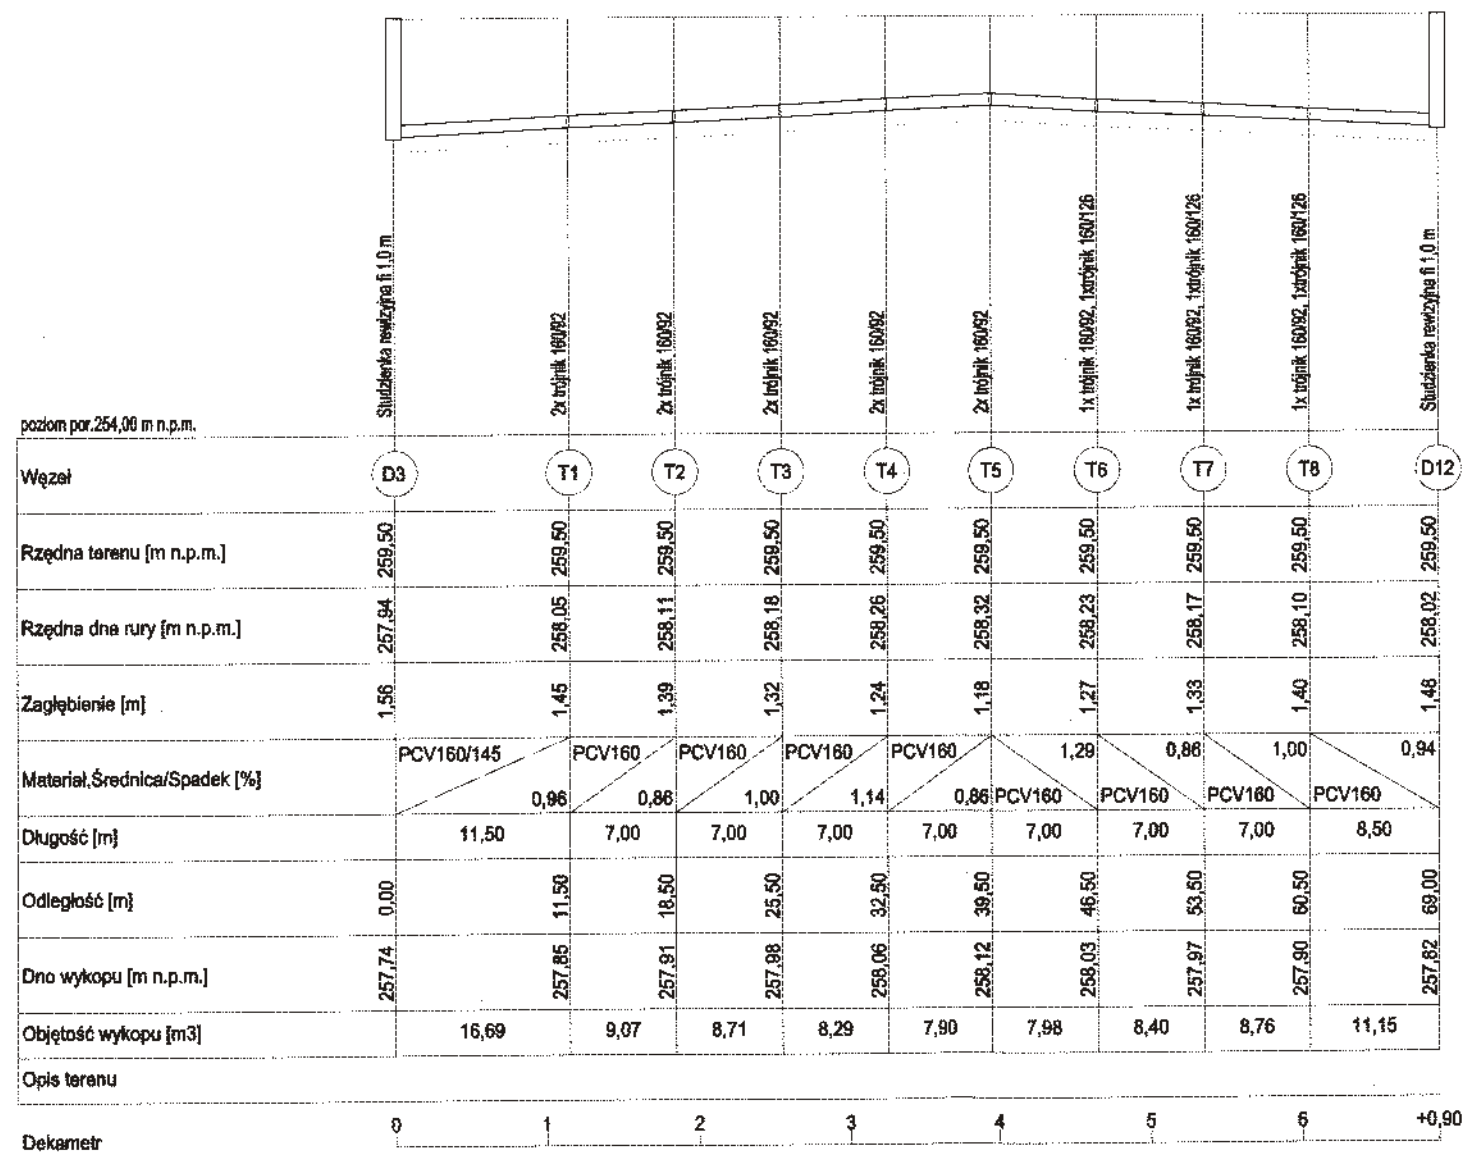 Studzienka rewizyjna fi 1,0 m
2x trójnik 160/92
2x trójnik 160/92
2x trójnik 160/92
2x trójnik 160/92
2x trójnik 160/92
1x trójnik 160/92, 1xtrójnik 160/126
1x trójnik 160/92, 1xtrójnik 160/126
1x trójnik 160/92, 1xtrójnik 160/126
Studzienka rewizyjna fi 1,0 m
poziom por.254,00 m n.p.m.
Węzeł D3 T1 T2 T3 T4 T5 T6 T7 T8 D12
Rzędna terenu [m n.p.m.] 259,50 259,50 259,50 259,50 259,50 259,50 259,50 259,50 259,50 259,50
Rzędna dna rury [m n.p.m.] 257,94 258,05 258,11 258,18 258,26 258,32 258,23 258,17 258,10 258,02
Zagłębienie [m] 1,56 1,45 1,39 1,32 1,24 1,18 1,27 1,33 1,40 1,48
PCV160/145 PCV160 PCV160 PCV160 PCV160 1,29 0,86 1,00 0,94
Materiał,Średnica/Spadek [%]
0,96 0,86 1,00 1,14 0,86 PCV160 PCV160 PCV160 PCV160
Długość [m] 11,50 7,00 7,00 7,00 7,00 7,00 7,00 7,00 8,50
Odległość [m] 0,00 11,50 18,50 25,50 32,50 39,50 46,50 53,50 60,50 69,00
Dno wykopu [m n.p.m.] 257,74 257,85 257,91 257,98 258,06 258,12 258,03 257,97 257,90 257,82
Objętość wykopu [m3] 16,69 9,07 8,71 8,29 7,90 7,98 8,40 8,76 11,15
Opis terenu
Dekametr 0 1 2 3 4 5 6 +0,90